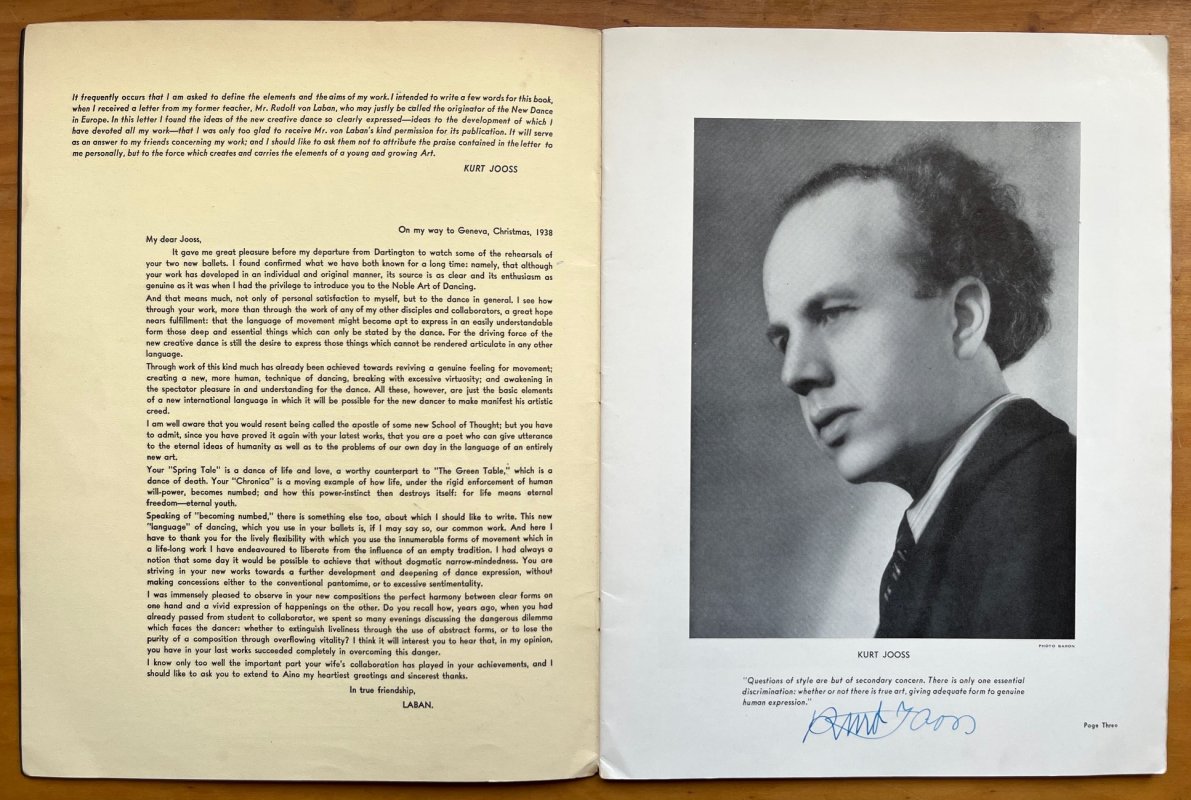 It frequently occurs that I am asked to define the elements and the aims of my work. I intended to write a few words for this book,
when I received a letter from my former teacher, Mr. Rudolf von Laban, who may justly be called the originator of the New Dance
in Europe. In this letter I found the ideas of the new creative dance so clearly expressed—ideas to the development of which I
have devoted all my work—that I was only too glad to receive Mr. von Laban's kind permission for its publication. It will serve
as an answer to my friends concerning my work; and I should like to ask them not to attribute the praise contained in the letter to
me personally, but to the force which creates and carries the elements of a young and growing Art.
KURT JOOSS
On my way to Geneva, Christmas, 1938
My dear Jooss,
It gave me great pleasure before my departure from Dartington to watch some of the rehearsals of
your two new ballets. I found confirmed what we have both known for a long time: namely, that although
your work has developed in an individual and original manner, its source is as clear and its enthusiasm as
genuine as it was when I had the privilege to introduce you to the Noble Art of Dancing.
And that means much, not only of personal satisfaction to myself, but to the dance in general. I see how
through your work, more than through the work of any of my other disciples and collaborators, a great hope
nears fulfillment: that the language of movement might become apt to express in an easily understandable
form those deep and essential things which can only be stated by the dance. For the driving force of the
new creative dance is still the desire to express those things which cannot be rendered articulate in any other
language.
Through work of this kind much has already been achieved towards reviving a genuine feeling for movement;
creating a new, more human, technique of dancing, breaking with excessive virtuosity; and awakening in
the spectator pleasure in and understanding for the dance. All these, however, are just the basic elements
of a new international language in which it will be possible for the new dancer to make manifest his artistic
creed.
I am well aware that you would resent being called the apostle of some new School of Thought; but you have
to admit, since you have proved it again with your latest works, that you are a poet who can give utterance
to the eternal ideas of humanity as well as to the problems of our own day in the language of an entirely
new art.
Your "Spring Tale" is a dance of life and love, a worthy counterpart to "The Green Table," which is a
dance of death. Your "Chronica" is a moving example of how life, under the rigid enforcement of human
will-power, becomes numbed; and how this power-instinct then destroys itself: for life means eternal
freedom—eternal youth.
Speaking of "becoming numbed," there is something else too, about which I should like to write. This new
"language" of dancing, which you use in your ballets is, if I may say so, our common work. And here I
have to thank you for the lively flexibility with which you use the innumerable forms of movement which in
a life-long work I have endeavoured to liberate from the influence of an empty tradition. I had always a
notion that some day it would be possible to achieve that without dogmatic narrow-mindedness. You are
striving in your new works towards a further development and deepening of dance expression, without
making concessions either to the conventional pantomime, or to excessive sentimentality.
I was immensely pleased to observe in your new compositions the perfect harmony between clear forms on
one hand and a vivid expression of happenings on the other. Do you recall how, years ago, when you had
already passed from student to collaborator, we spent so many evenings discussing the dangerous dilemma
which faces the dancer: whether to extinguish liveliness through the use of abstract forms, or to lose the
purity of a composition through overflowing vitality? I think it will interest you to hear that, in my opinion,
you have in your last works succeeded completely in overcoming this danger.
I know only too well the important part your wife's collaboration has played in your achievements, and I
should like to ask you to extend to Aino my heartiest greetings and sincerest thanks.
In true friendship,
LABAN.
PHOTO BARON
KURT JOOSS
"Questions of style are but of secondary concern. There is only one essential
discrimination: whether or not there is true art, giving adequate form to genuine
human expression."
Kurt Jooss
Page Three